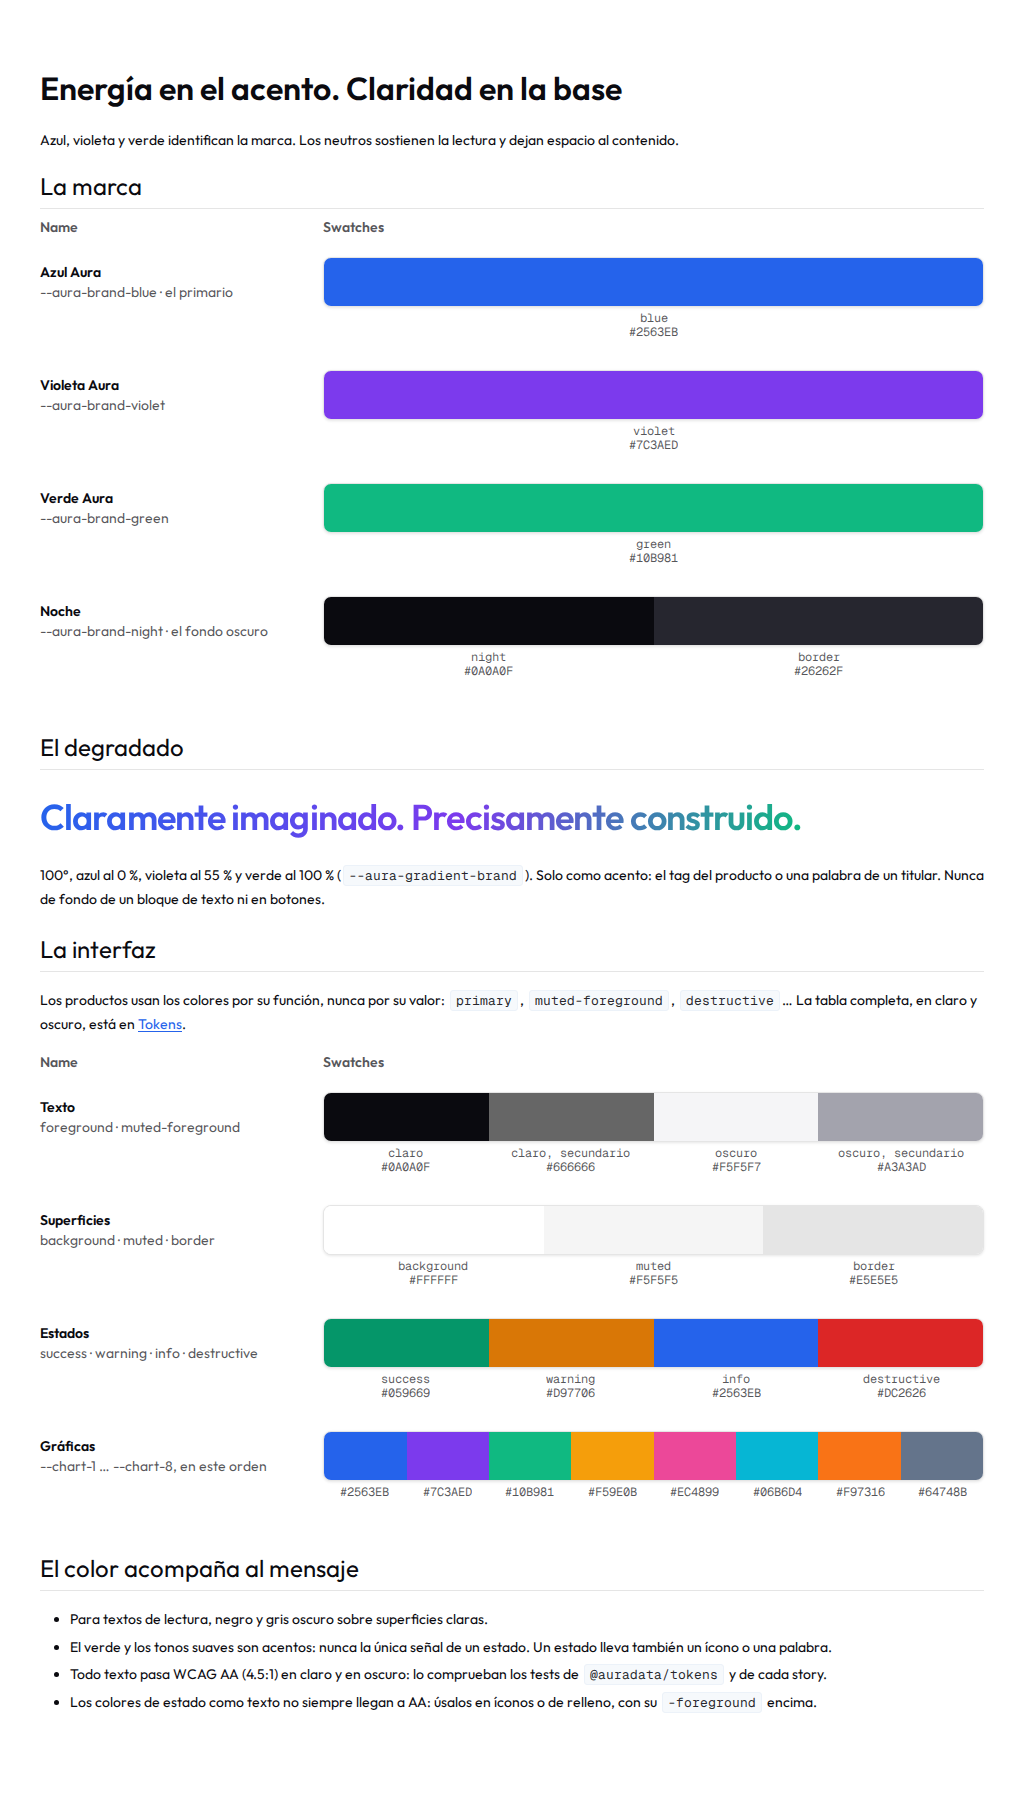 Energía en el acento. Claridad en la base
Azul, violeta y verde identifican la marca. Los neutros sostienen la lectura y dejan espacio al contenido.
La marca
Name Swatches
Azul Aura
--aura-brand-blue · el primario
blue
#2563EB
Violeta Aura
--aura-brand-violet
violet
#7C3AED
Verde Aura
--aura-brand-green
green
#10B981
Noche
--aura-brand-night · el fondo oscuro
night border
#0A0A0F #26262F
El degradado
Claramente imaginado. Precisamente construido.
100°, azul al 0 %, violeta al 55 % y verde al 100 % ( --aura-gradient-brand ). Solo como acento: el tag del producto o una palabra de un titular. Nunca
de fondo de un bloque de texto ni en botones.
La interfaz
Los productos usan los colores por su función, nunca por su valor: primary , muted-foreground , destructive ... La tabla completa, en claro y
oscuro, está en Tokens.
Name Swatches
Texto
foreground · muted-foreground
claro claro, secundario oscuro oscuro, secundario
#0A0A0F #666666 #F5F5F7 #A3A3AD
Superficies
background · muted · border
background muted border
#FFFFFF #F5F5F5 #E5E5E5
Estados
success · warning · info · destructive
success warning info destructive
#059669 #D97706 #2563EB #DC2626
Gráficas
--chart-1 ... --chart-8, en este orden
#2563EB #7C3AED #10B981 #F59E0B #EC4899 #06B6D4 #F97316 #64748B
El color acompaña al mensaje
• Para textos de lectura, negro y gris oscuro sobre superficies claras.
• El verde y los tonos suaves son acentos: nunca la única señal de un estado. Un estado lleva también un ícono o una palabra.
• Todo texto pasa WCAG AA (4.5:1) en claro y en oscuro: lo comprueban los tests de @auradata/tokens y de cada story.
• Los colores de estado como texto no siempre llegan a AA: úsalos en íconos o de relleno, con su -foreground encima.